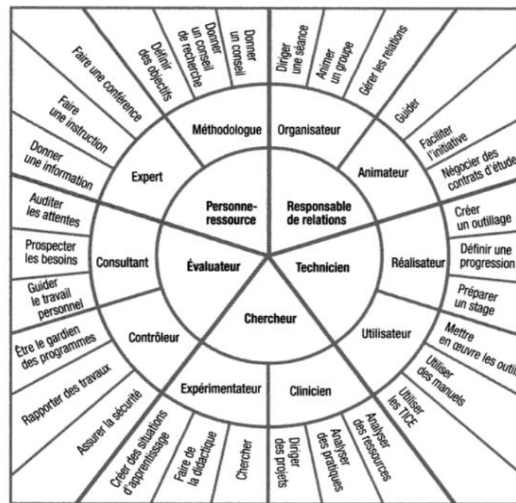 Définir
des objectifs
Donner
un conseil
de recherche
Donner
un conseil
Diriger
une séance
Animer
un groupe
Gérer les relations
Guider
Faciliter
l'initiative
Négocier des
contrats d'étude
Créer
un outillage
Définir une
progression
Préparer
un stage
Mettre
en œuvre les outils
Utiliser
des manuels
Utiliser
les TICE
Analyser
des ressources
Analyser
des pratiques
Diriger
des projets
Chercher
Faire de
la didactique
Créer des situations
d'apprentissage
Assurer la sécurité
Rapporter des travaux
Être le gardien
des programmes
Guider
le travail
personnel
Prospecter
les besoins
Auditer
les attentes
Donner
une information
Faire
une instruction
Faire une conférence
Méthodologue
Organisateur
Animateur
Réalisateur
Utilisateur
Clinicien
Expérimentateur
Contrôleur
Consultant
Expert
Personne-
ressource
Responsable
de relations
Technicien
Chercheur
Évaluateur